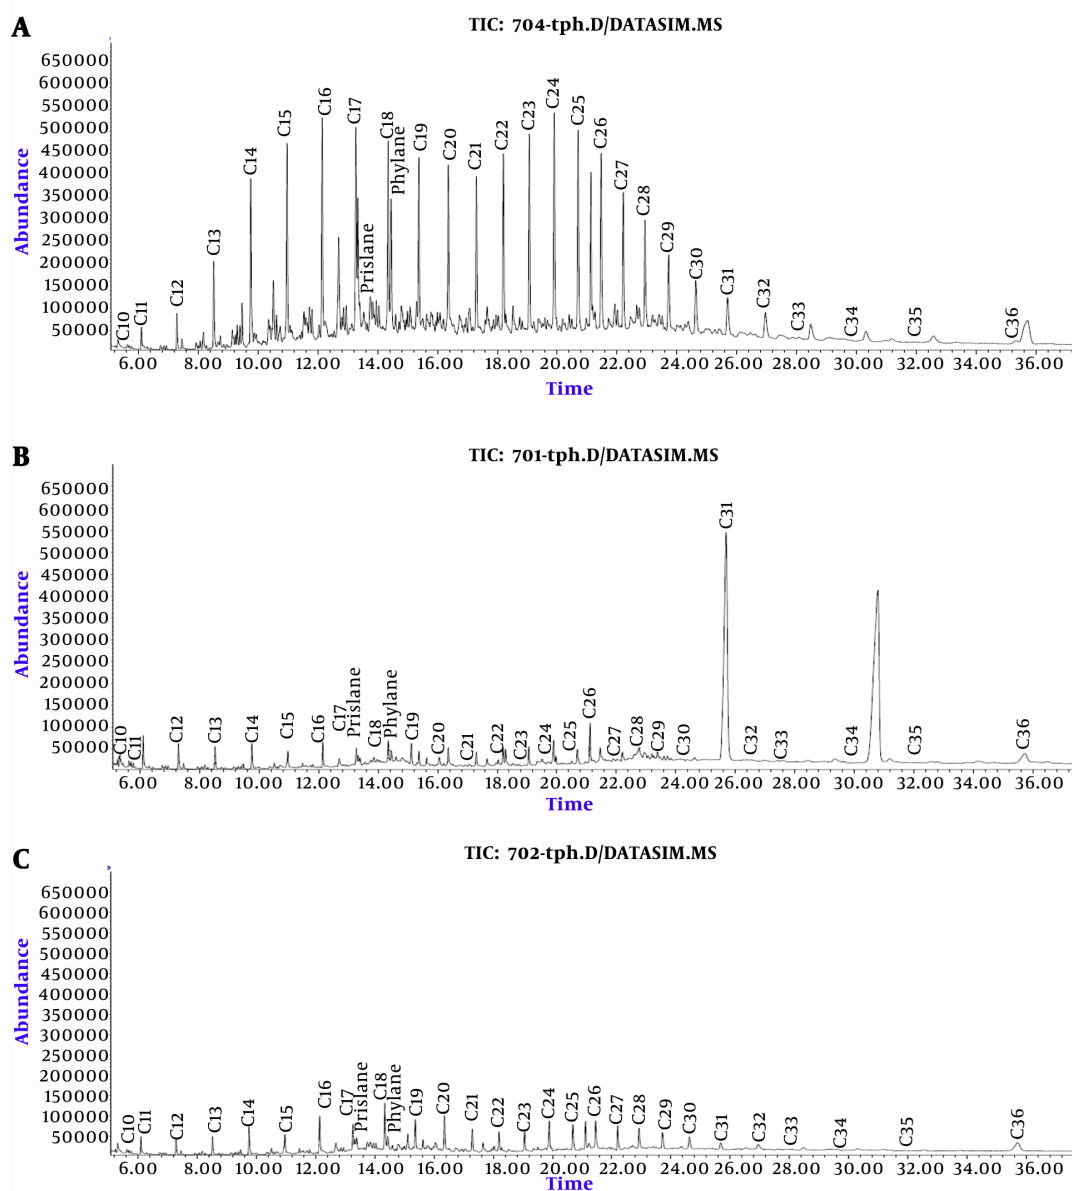 A
TIC: 704-tph.D/DATASIM.MS
Abundance
650000
600000
550000
500000
450000
400000
350000
300000
250000
200000
150000
100000
50000
C10 C11 C12 C13 C14 C15 C16 C17 Prislane C18 Phylane C19 C20 C21 C22 C23 C24 C25 C26 C27 C28 C29 C30 C31 C32 C33 C34 C35 C36
6.00 8.00 10.00 12.00 14.00 16.00 18.00 20.00 22.00 24.00 26.00 28.00 30.00 32.00 34.00 36.00
Time
B
TIC: 701-tph.D/DATASIM.MS
Abundance
650000
600000
550000
500000
450000
400000
350000
300000
250000
200000
150000
100000
50000
C10 C11 C12 C13 C14 C15 C16 C17 Prislane C18 Phylane C19 C20 C21 C22 C23 C24 C25 C26 C27 C28 C29 C30 C31 C32 C33 C34 C35 C36
6.00 8.00 10.00 12.00 14.00 16.00 18.00 20.00 22.00 24.00 26.00 28.00 30.00 32.00 34.00 36.00
Time
C
TIC: 702-tph.D/DATASIM.MS
Abundance
650000
600000
550000
500000
450000
400000
350000
300000
250000
200000
150000
100000
50000
C10 C11 C12 C13 C14 C15 C16 C17 Prislane C18 Phylane C19 C20 C21 C22 C23 C24 C25 C26 C27 C28 C29 C30 C31 C32 C33 C34 C35 C36
6.00 8.00 10.00 12.00 14.00 16.00 18.00 20.00 22.00 24.00 26.00 28.00 30.00 32.00 34.00 36.00
Time